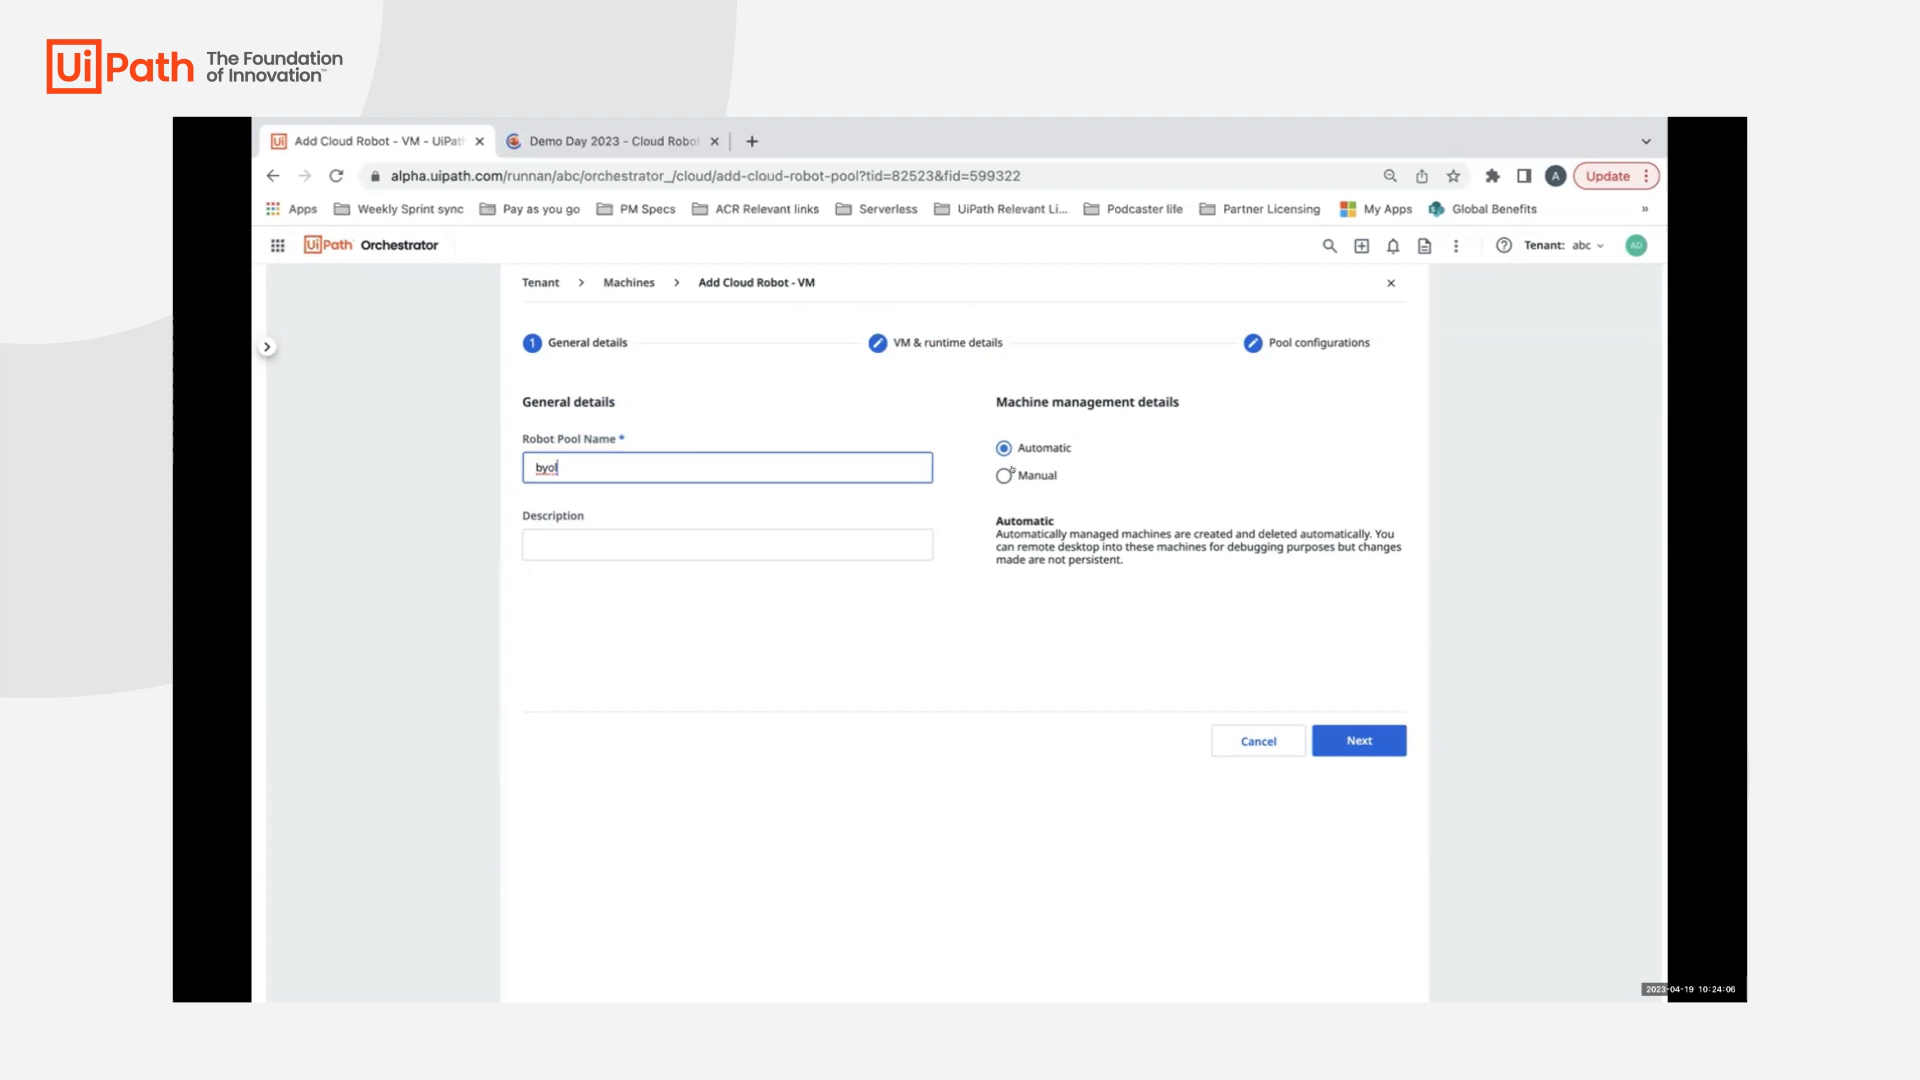 UiPath The Foundation
of Innovation™
Add Cloud Robot - VM - UiPath
Demo Day 2023 - Cloud Robot
alpha.uipath.com/runnan/abc/orchestrator_/cloud/add-cloud-robot-pool?tid=82523&fid=599322
A
Update
Apps Weekly Sprint sync Pay as you go PM Specs ACR Relevant links Serverless UiPath Relevant Li... Podcaster life Partner Licensing My Apps Global Benefits »
UiPath Orchestrator
Tenant: abc
AD
Tenant > Machines > Add Cloud Robot - VM
1 General details
VM & runtime details
Pool configurations
General details
Robot Pool Name *
byol
Description
Machine management details
Automatic
Manual
Automatic
Automatically managed machines are created and deleted automatically. You
can remote desktop into these machines for debugging purposes but changes
made are not persistent.
Cancel
Next
2023-04-19 10:24:06